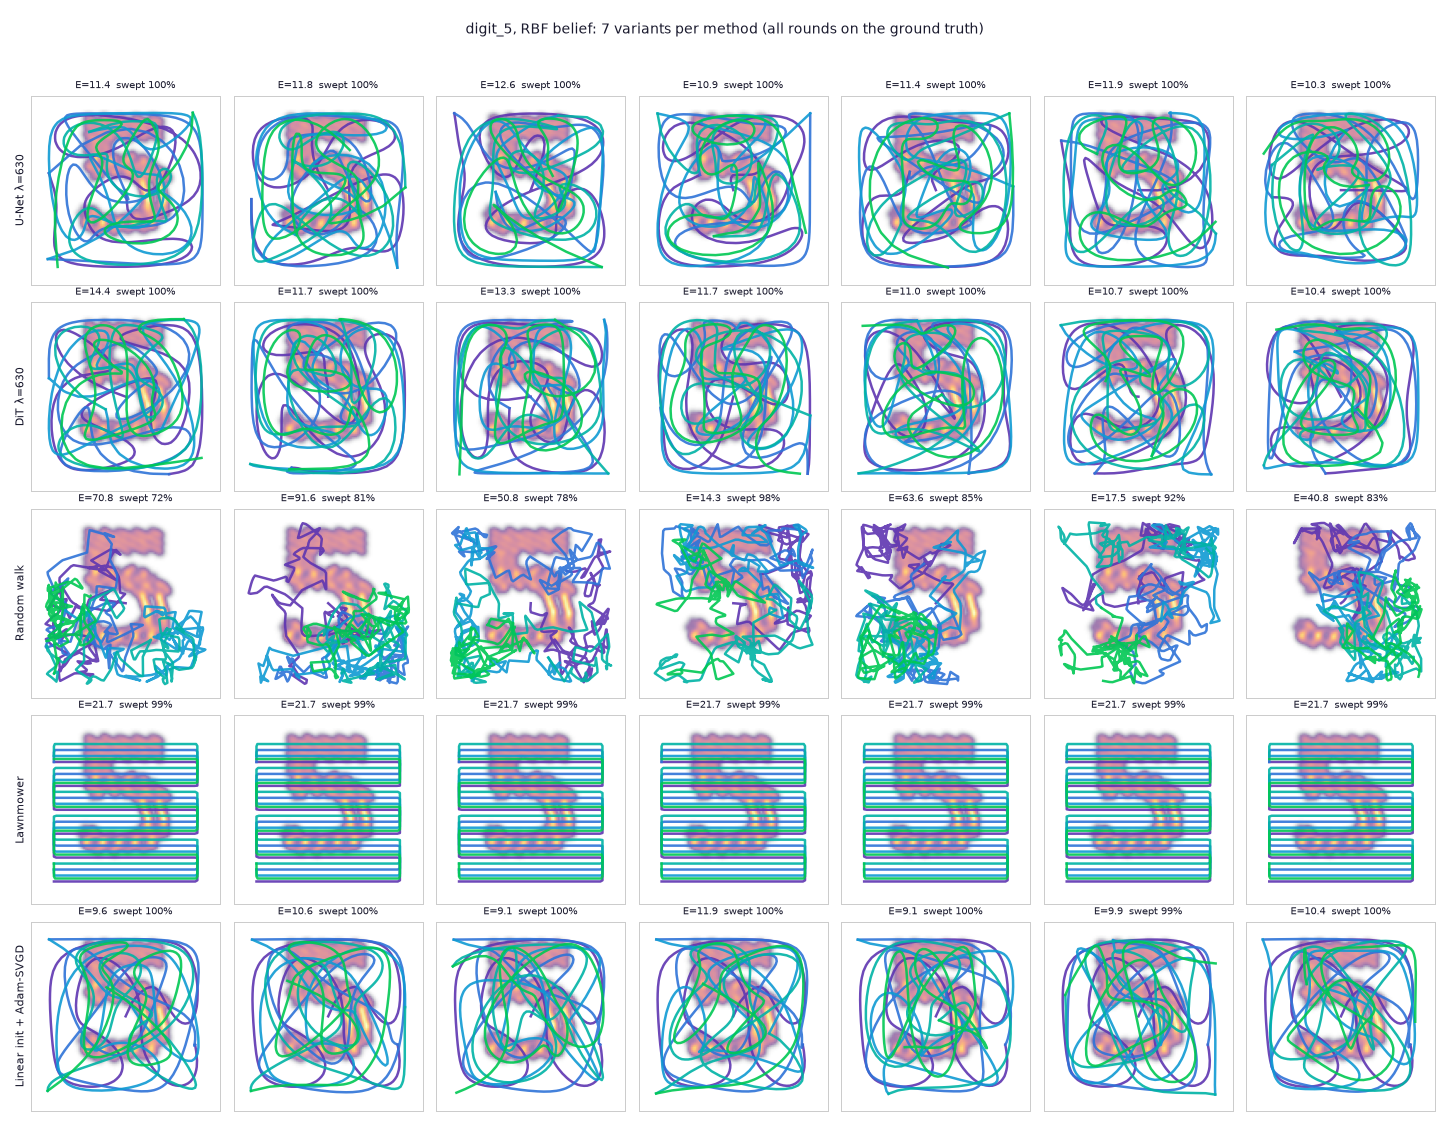 digit_5, RBF belief: 7 variants per method (all rounds on the ground truth)
E=11.4 swept 100% E=11.8 swept 100% E=12.6 swept 100% E=10.9 swept 100% E=11.4 swept 100% E=11.9 swept 100% E=10.3 swept 100%
U-Net λ=630
E=14.4 swept 100% E=11.7 swept 100% E=13.3 swept 100% E=11.7 swept 100% E=11.0 swept 100% E=10.7 swept 100% E=10.4 swept 100%
DiT λ=630
E=70.8 swept 72% E=91.6 swept 81% E=50.8 swept 78% E=14.3 swept 98% E=63.6 swept 85% E=17.5 swept 92% E=40.8 swept 83%
Random walk
E=21.7 swept 99% E=21.7 swept 99% E=21.7 swept 99% E=21.7 swept 99% E=21.7 swept 99% E=21.7 swept 99% E=21.7 swept 99%
Lawnmower
E=9.6 swept 100% E=10.6 swept 100% E=9.1 swept 100% E=11.9 swept 100% E=9.1 swept 100% E=9.9 swept 99% E=10.4 swept 100%
Linear init + Adam-SVGD